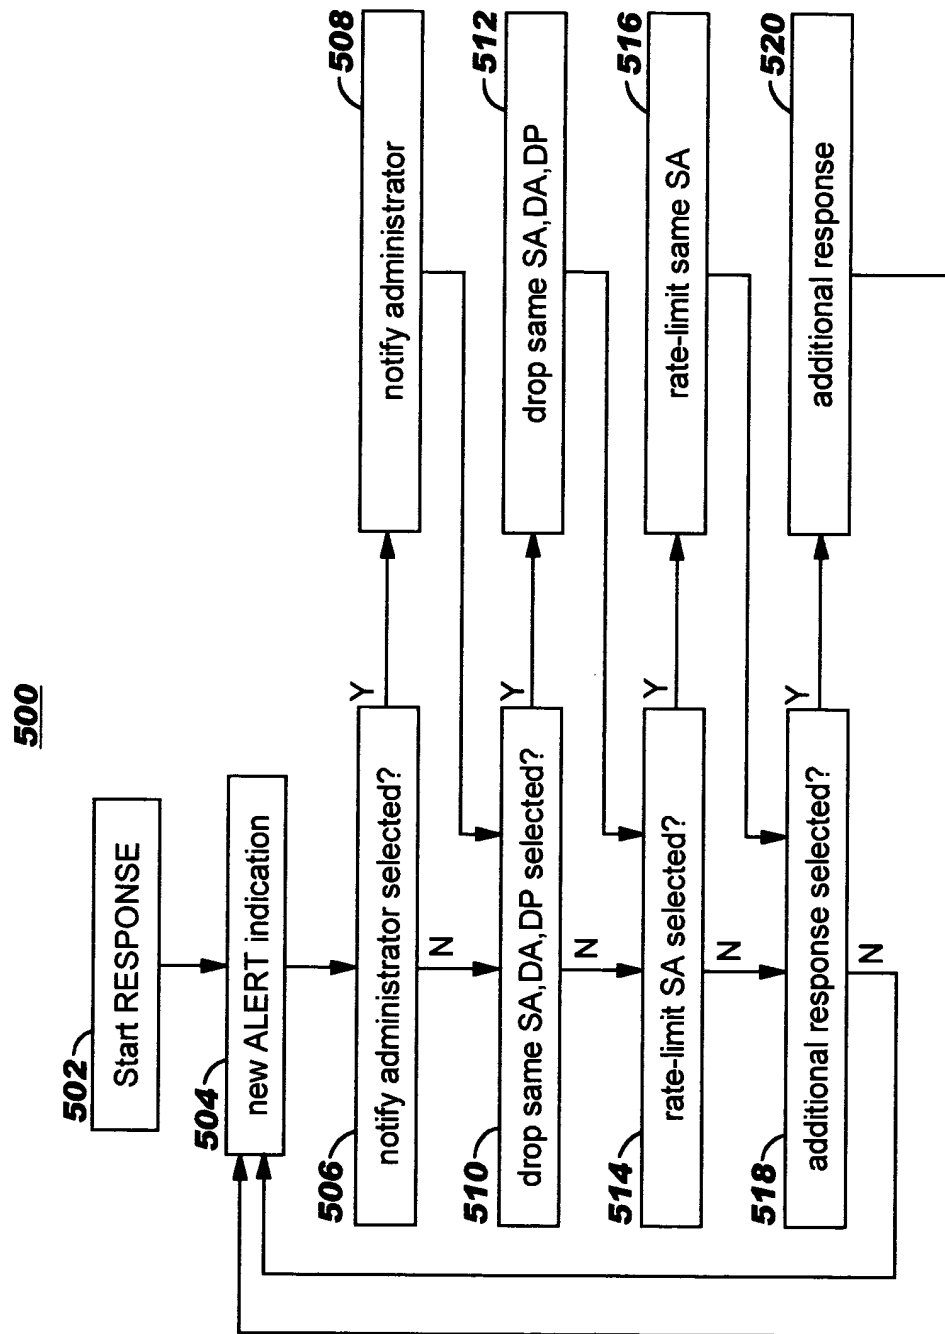 500
502
Start RESPONSE
504
new ALERT indication
506
notify administrator selected?
Y
N
508
notify administrator
510
drop same SA,DA,DP selected?
Y
N
512
drop same SA,DA,DP
514
rate-limit SA selected?
Y
N
516
rate-limit same SA
518
additional response selected?
Y
N
520
additional response